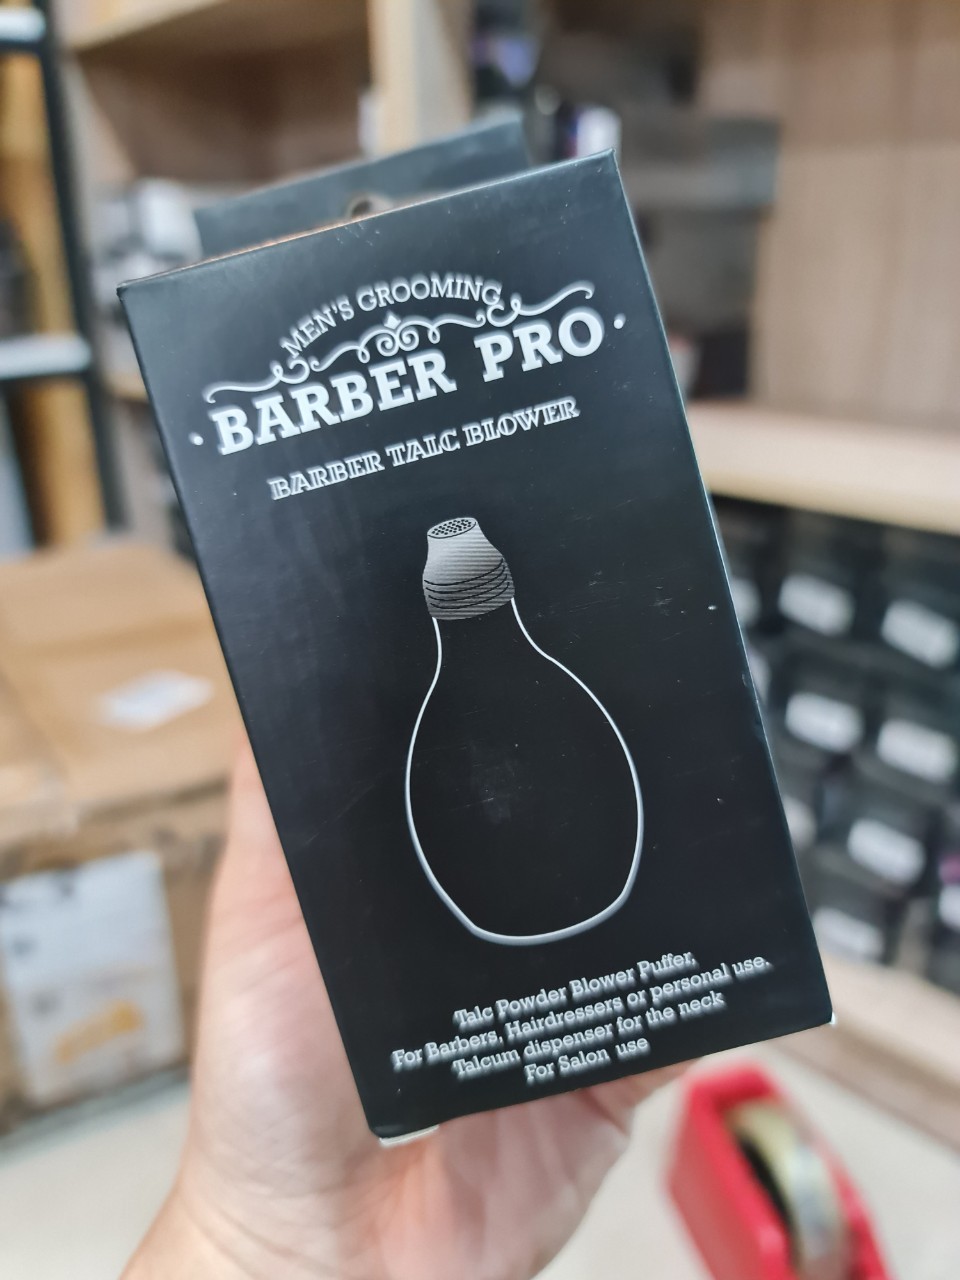 MEN'S GROOMING
BARBER PRO
BARBER TALC BLOWER
Talc Powder Blower Puffer,
For Barbers, Hairdressers or personal use.
Talcum dispenser for the neck
For Salon use